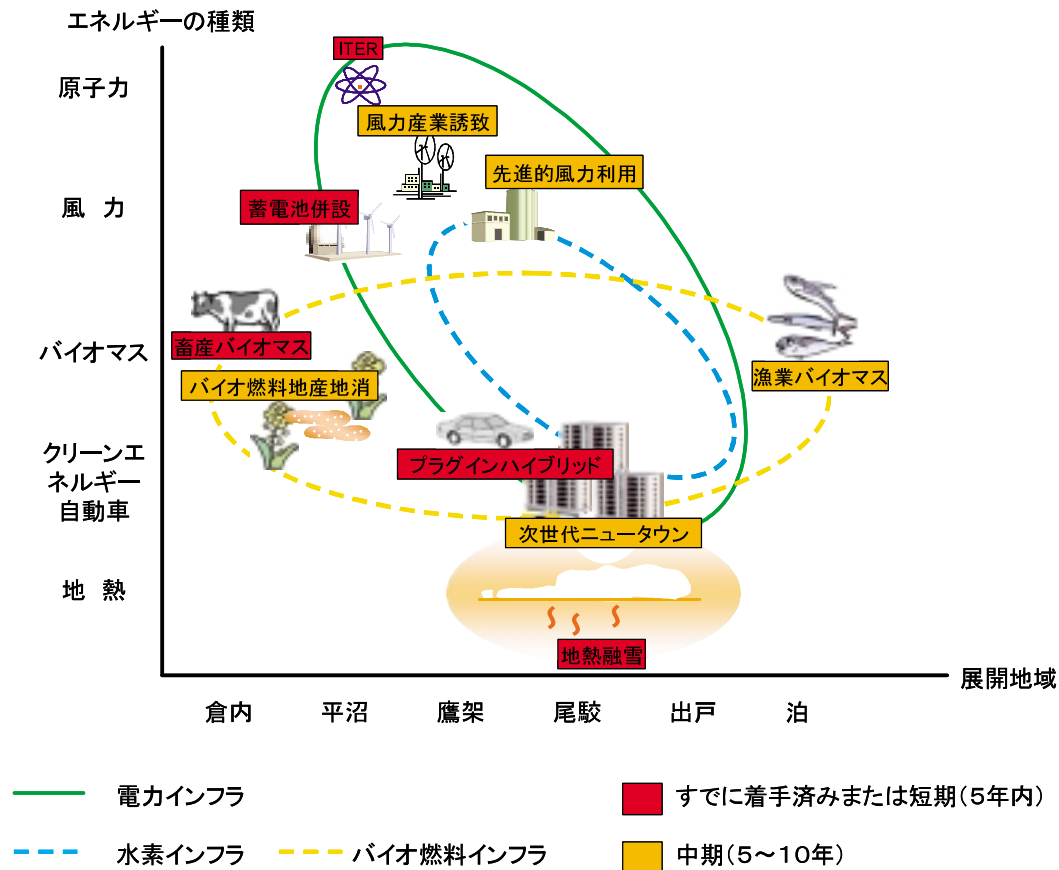 エネルギーの種類
ITER
原子力
風力産業誘致
先進的風力利用
風 力
蓄電池併設
バイオマス
畜産バイオマス
バイオ燃料地産地消
漁業バイオマス
クリーンエ
ネルギー
自動車
プラグインハイブリッド
次世代ニュータウン
地 熱
地熱融雪
展開地域
倉内 平沼 鷹架 尾駮 出戸 泊
電力インフラ
すでに着手済みまたは短期(5年内)
水素インフラ
バイオ燃料インフラ
中期(5~10年)